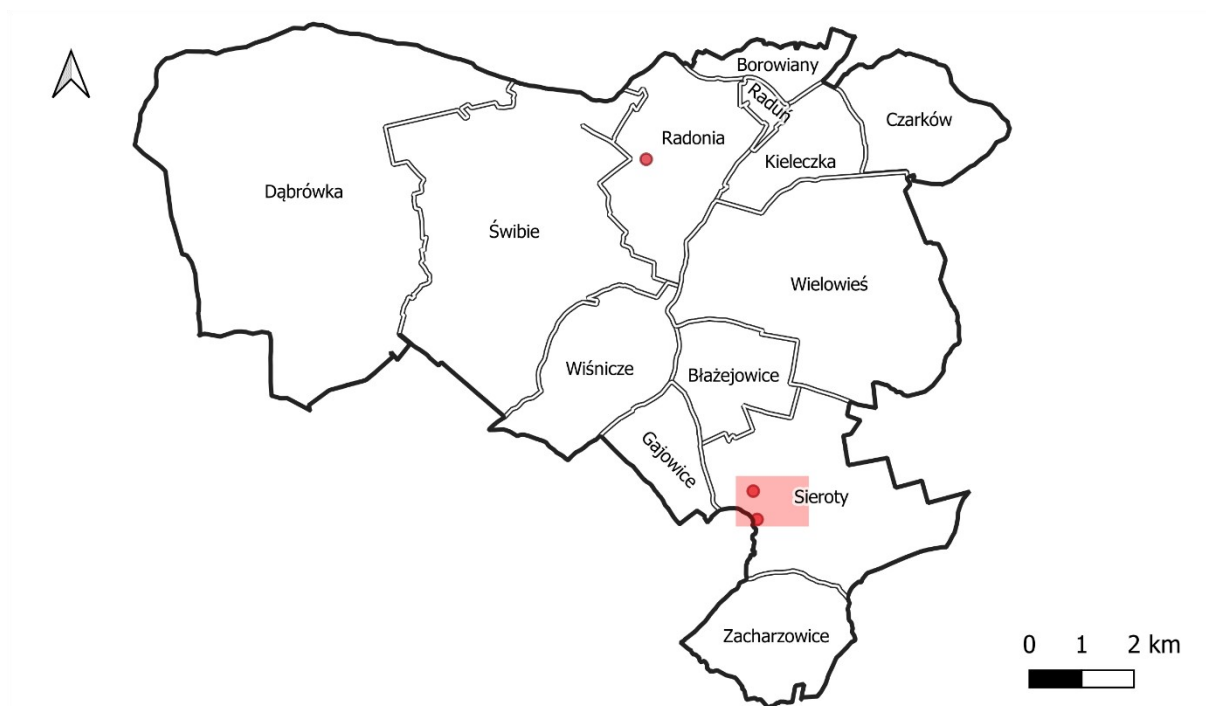 Borowiany
Raduń
Czarków
Radonia
Kieleczka
Dąbrówka
Świbie
Wielowieś
Wiśnicze
Błażejowice
Gajowice
Sieroty
Zacharzowice
0 1 2 km